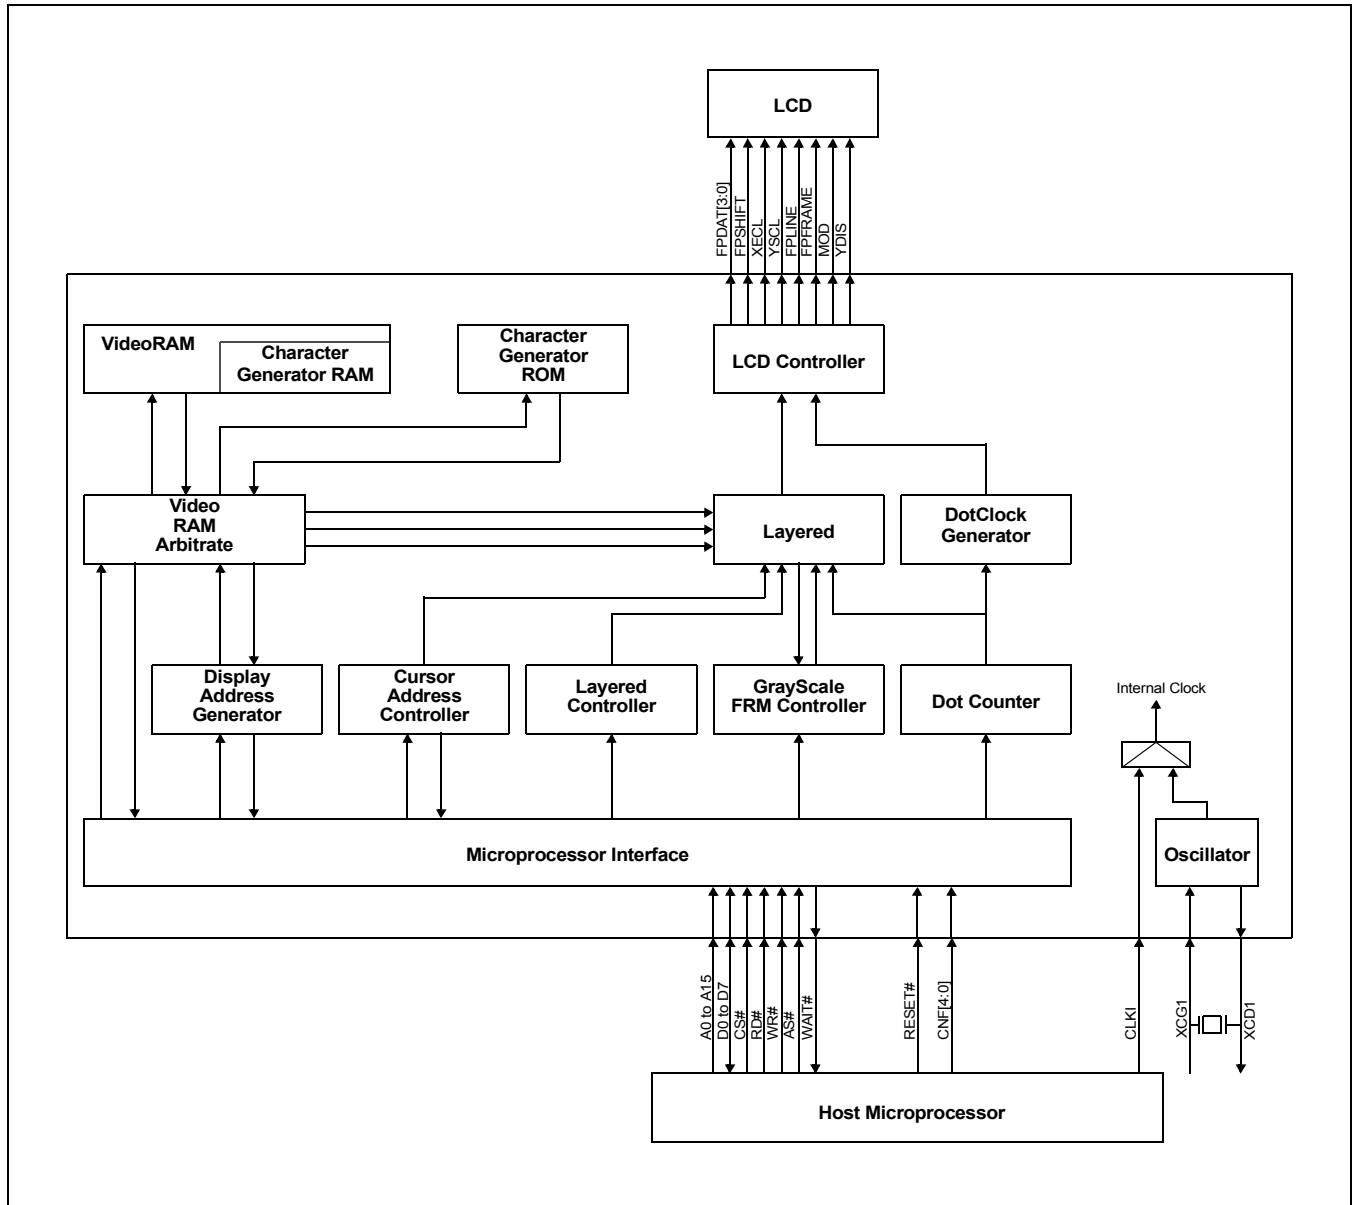 LCD
FPDAT[3:0]
FPSHIFT
XECL
YSCL
FPLINE
FPFRAME
MOD
YDIS
VideoRAM
Character
Generator RAM
Character
Generator
ROM
LCD Controller
Video
RAM
Arbitrate
Layered
DotClock
Generator
Display
Address
Generator
Cursor
Address
Controller
Layered
Controller
GrayScale
FRM Controller
Dot Counter
Internal Clock
Microprocessor Interface
Oscillator
A0 to A15
D0 to D7
CS#
RD#
WR#
AS#
WAIT#
RESET#
CNF[4:0]
CLKI
XCG1
XCD1
Host Microprocessor